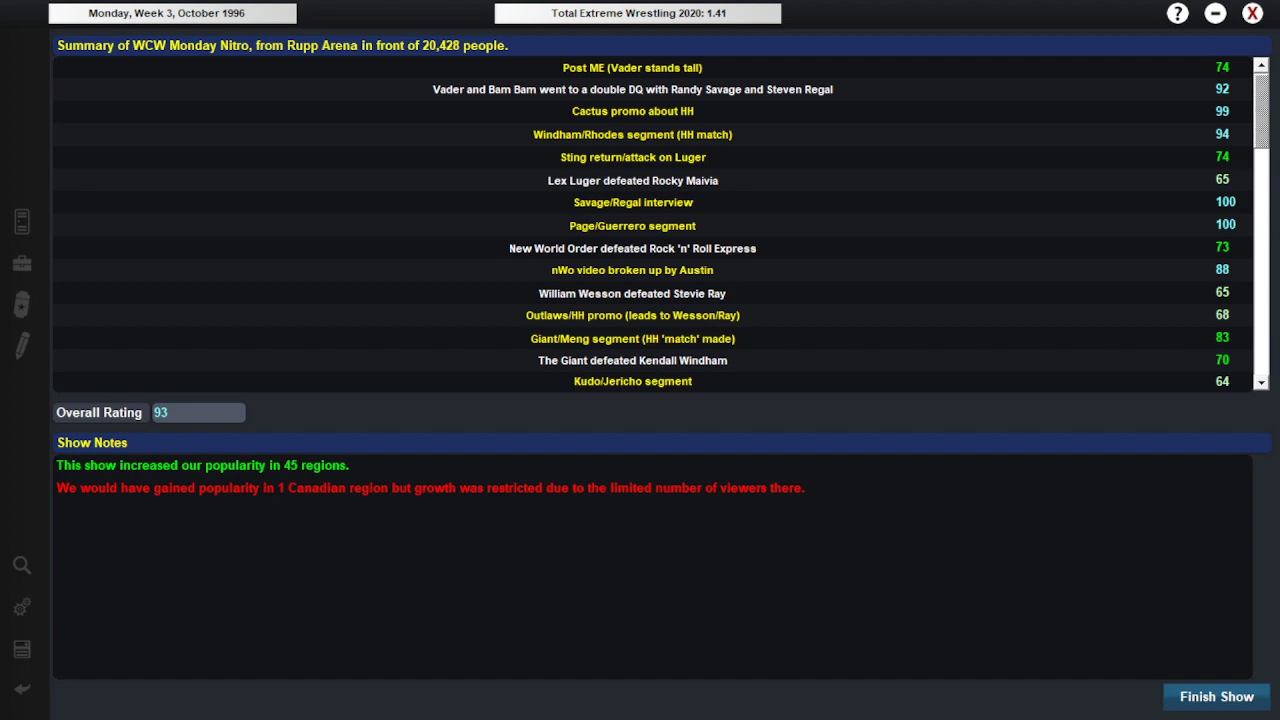 Monday, Week 3, October 1996
Total Extreme Wrestling 2020: 1.41
? X
Summary of WCW Monday Nitro, from Rupp Arena in front of 20,428 people.
Post ME (Vader stands tall) 74
Vader and Bam Bam went to a double DQ with Randy Savage and Steven Regal 92
Cactus promo about HH 99
Windham/Rhodes segment (HH match) 94
Sting return/attack on Luger 74
Lex Luger defeated Rocky Maivia 65
Savage/Regal interview 100
Page/Guerrero segment 100
New World Order defeated Rock 'n' Roll Express 73
nWo video broken up by Austin 88
William Wesson defeated Stevie Ray 65
Outlaws/HH promo (leads to Wesson/Ray) 68
Giant/Meng segment (HH 'match' made) 83
The Giant defeated Kendall Windham 70
Kudo/Jericho segment 64
Overall Rating 93
Show Notes
This show increased our popularity in 45 regions.
We would have gained popularity in 1 Canadian region but growth was restricted due to the limited number of viewers there.
Finish Show